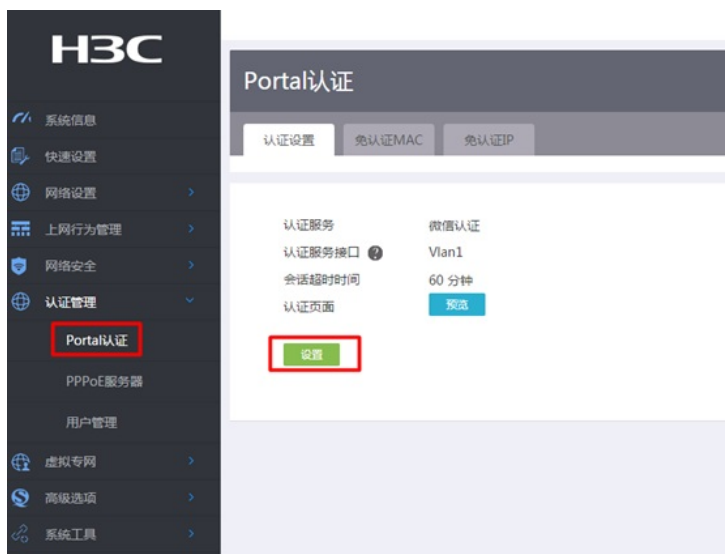 H3C
系统信息
快速设置
网络设置
上网行为管理
网络安全
认证管理
Portal认证
PPPoE服务器
用户管理
虚拟专网
高级选项
系统工具
Portal认证
认证设置 免认证MAC 免认证IP
认证服务 微信认证
认证服务接口 ? Vlan1
会话超时时间 60 分钟
认证页面 预览
设置